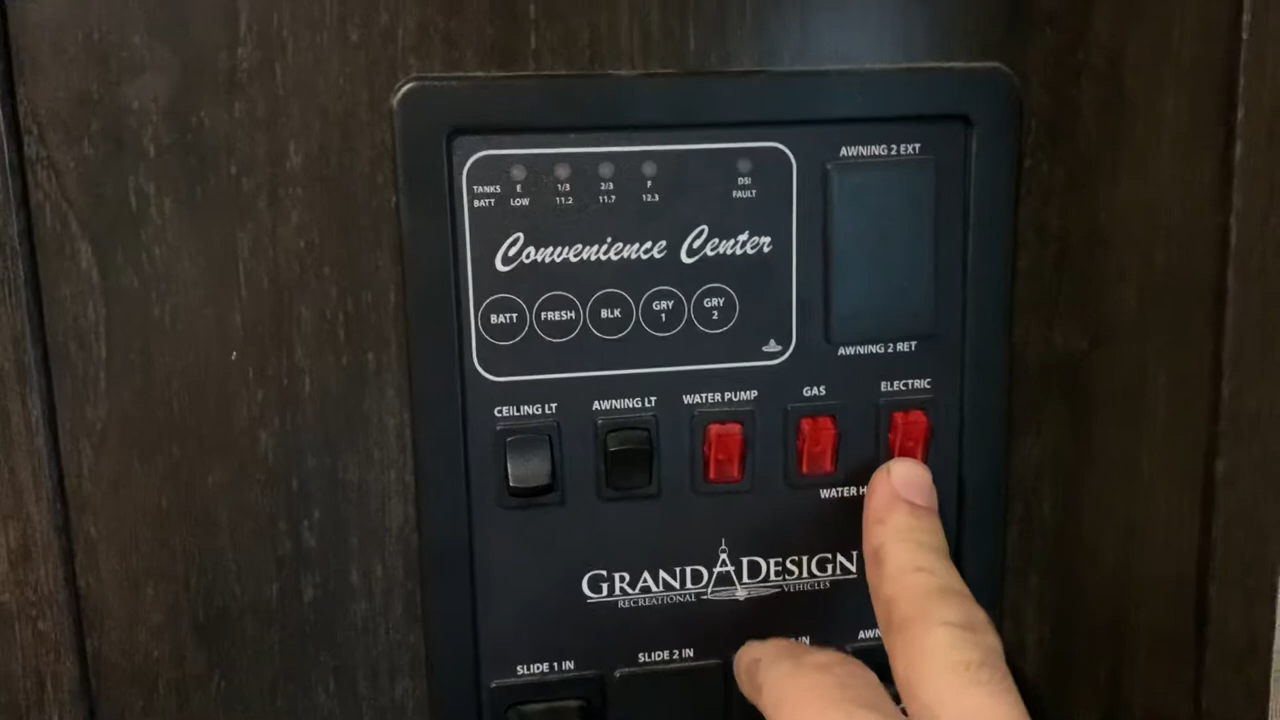 AWNING 2 EXT
TANKS E 1/3 2/3 F DSI
BATT LOW 11.2 11.7 12.3 FAULT
Convenience Center
BATT FRESH BLK GRY 1 GRY 2
AWNING 2 RET
CEILING LT AWNING LT WATER PUMP GAS ELECTRIC
WATER
GRAND DESIGN
RECREATIONAL VEHICLES
SLIDE 1 IN SLIDE 2 IN IN